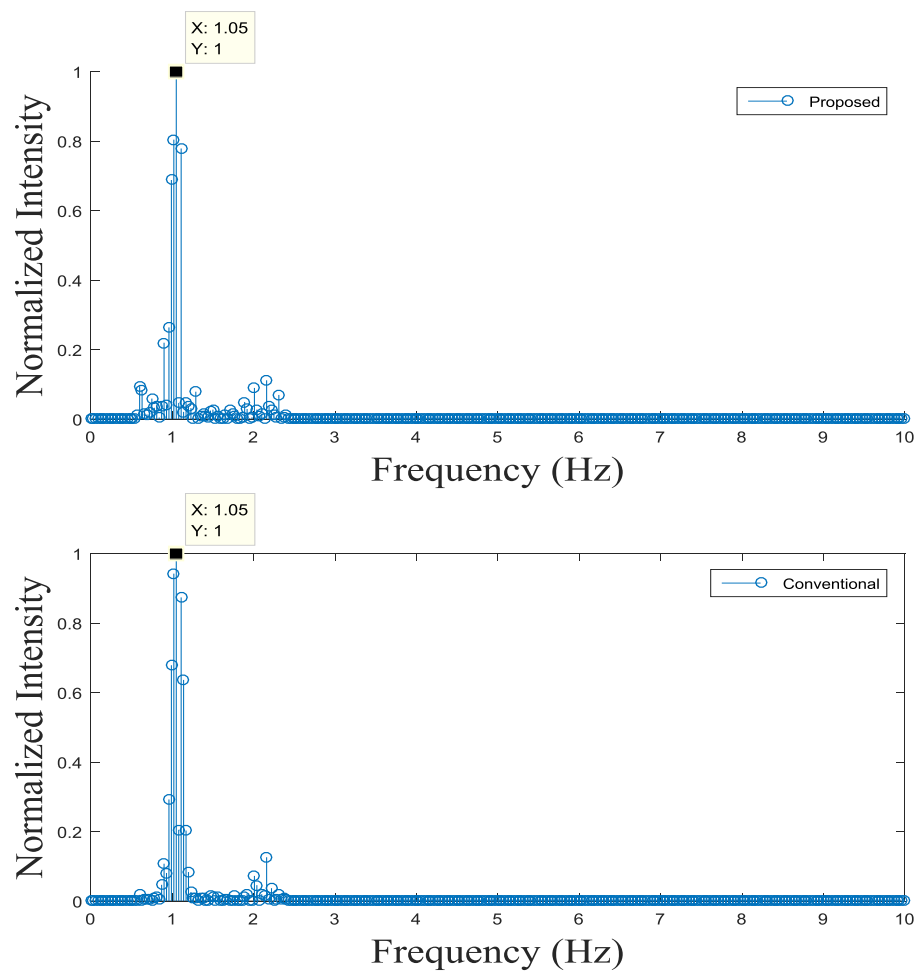 X: 1.05
Y: 1
Normalized Intensity
1
0.8
0.6
0.4
0.2
0
Proposed
0 1 2 3 4 5 6 7 8 9 10
Frequency (Hz)
X: 1.05
Y: 1
Normalized Intensity
1
0.8
0.6
0.4
0.2
0
Conventional
0 1 2 3 4 5 6 7 8 9 10
Frequency (Hz)